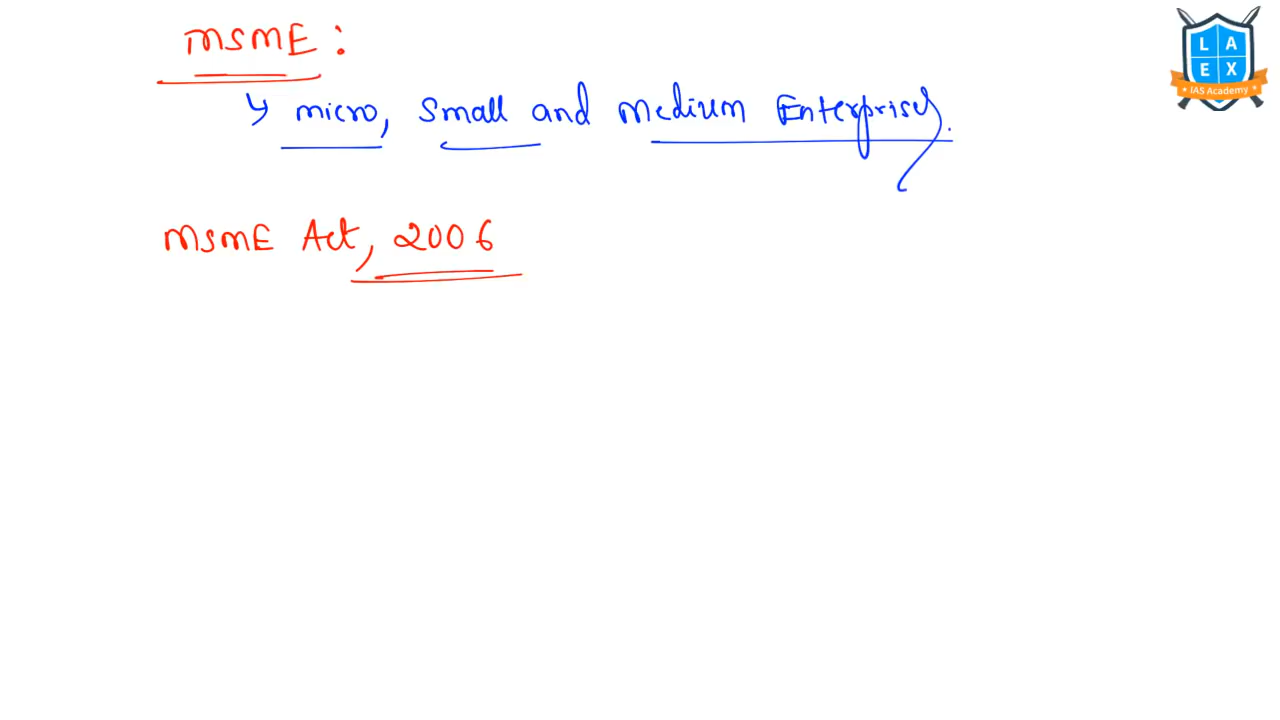 MSME :
↳ micro, Small and Medium Enterprises.
MSME Act, 2006
L A
E X
IAS Academy